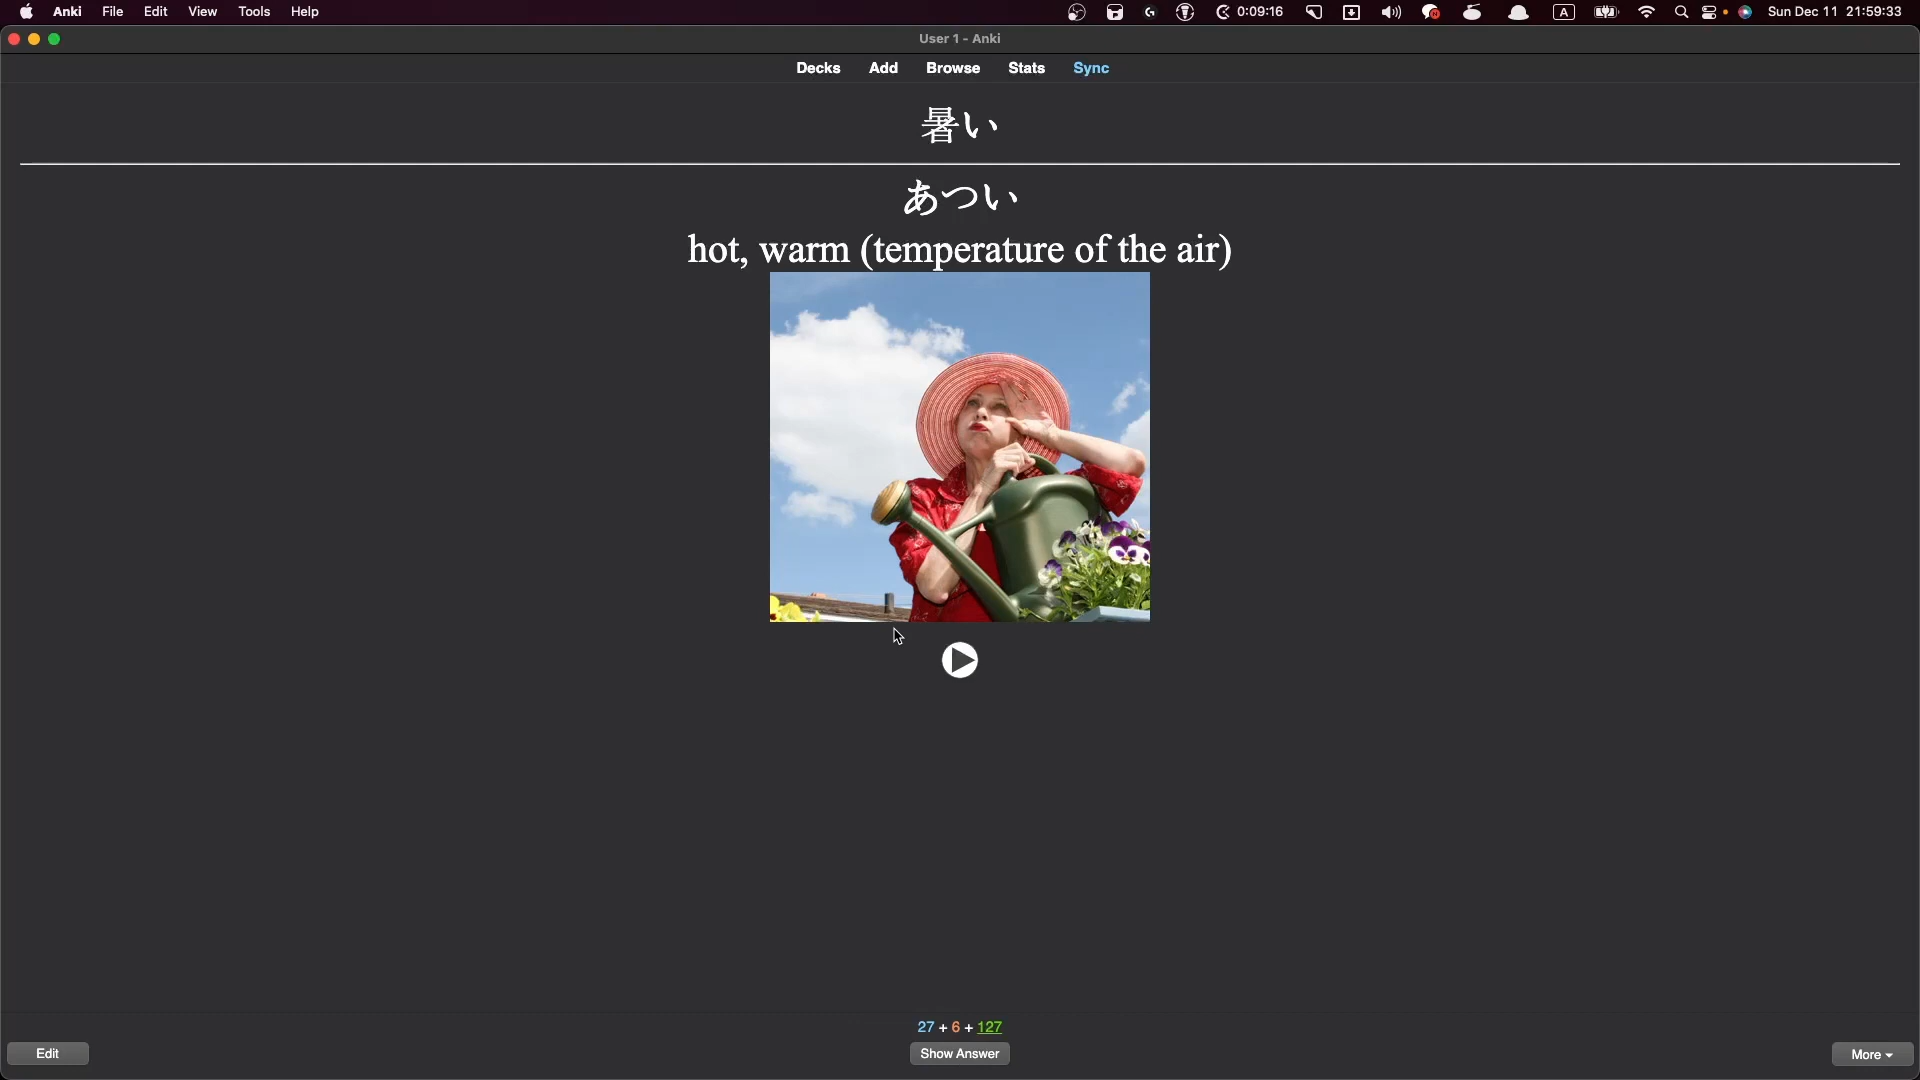 Anki File Edit View Tools Help 0:09:16 A Sun Dec 11 21:59:33
User 1 - Anki
Decks Add Browse Stats Sync
暑い
あつい
hot, warm (temperature of the air)
27 + 6 + 127
Edit Show Answer More